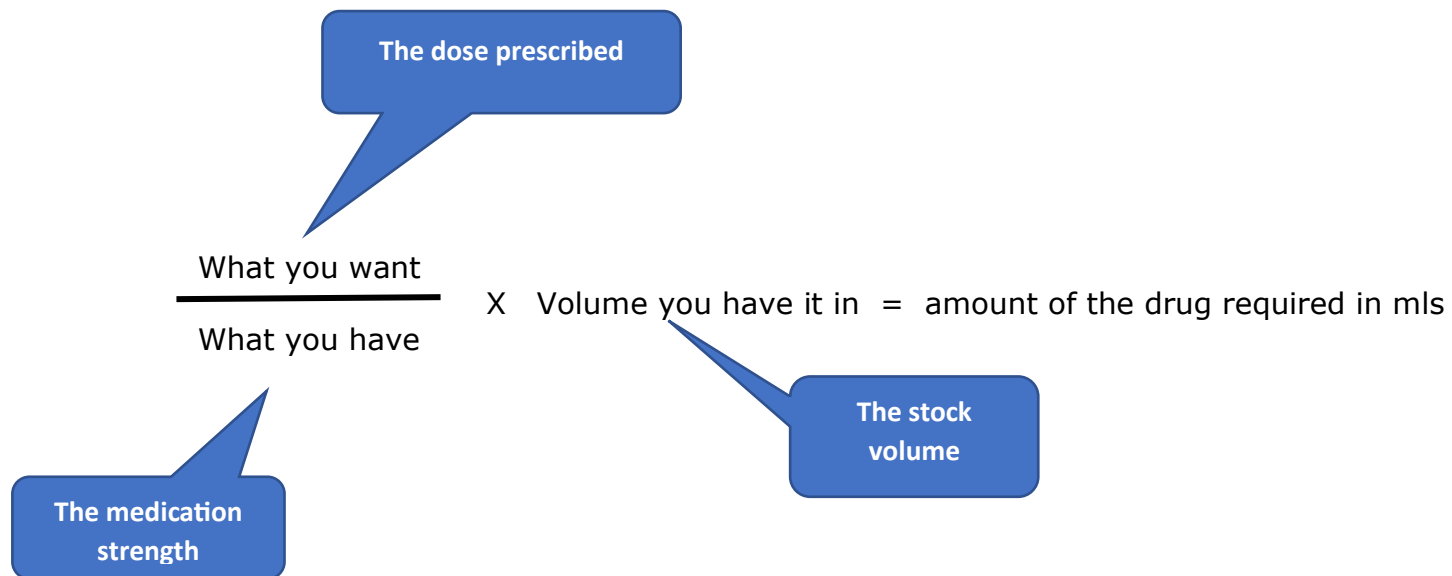 The dose prescribed
What you want
What you have
X Volume you have it in = amount of the drug required in mls
The stock
volume
The medication
strength